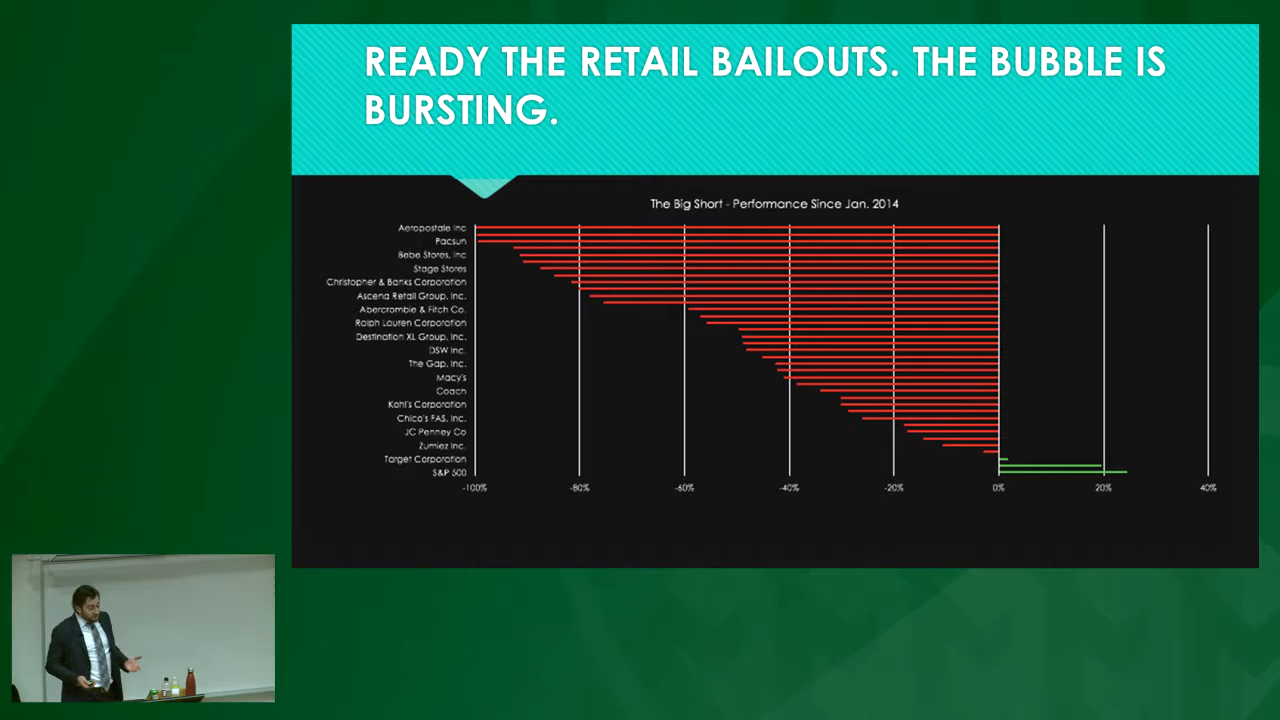 READY THE RETAIL BAILOUTS. THE BUBBLE IS
BURSTING.
The Big Short - Performance Since Jan. 2014
Aeropostale Inc
Pacsun
Bebe Stores, Inc
Stage Stores
Christopher & Banks Corporation
Ascena Retail Group, Inc.
Abercrombie & Fitch Co.
Ralph Lauren Corporation
Destination XL Group, Inc.
DSW Inc.
The Gap, Inc.
Macy's
Coach
Kohl's Corporation
Chico's FAS, Inc.
JC Penney Co
Zumiez Inc.
Target Corporation
S&P 500
-100% -80% -60% -40% -20% 0% 20% 40%